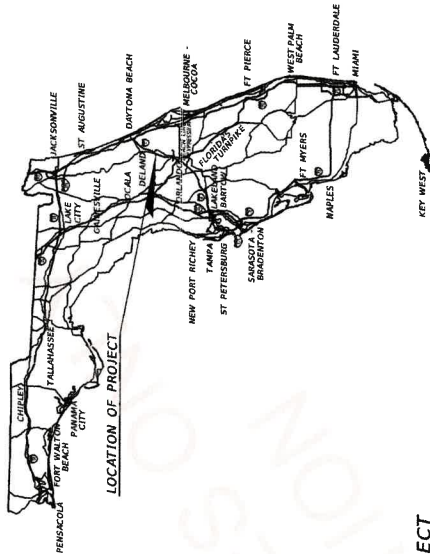 PENSACOLA
FORT WALTON
BEACH
CHIPLEY
PANAMA
CITY
TALLAHASSEE
LOCATION OF PROJECT
LAKE
CITY
JACKSONVILLE
ST AUGUSTINE
GAINESVILLE
OCALA
DAYTONA BEACH
DELAND
ORLANDO
MELBOURNE -
COCOA
FLORIDA'S
TURNPIKE
NEW PORT RICHEY
TAMPA
LAKELAND
BARTOW
ST PETERSBURG
SARASOTA
BRADENTON
FT PIERCE
WEST PALM
BEACH
FT MYERS
NAPLES
FT LAUDERDALE
MIAMI
KEY WEST
ECT